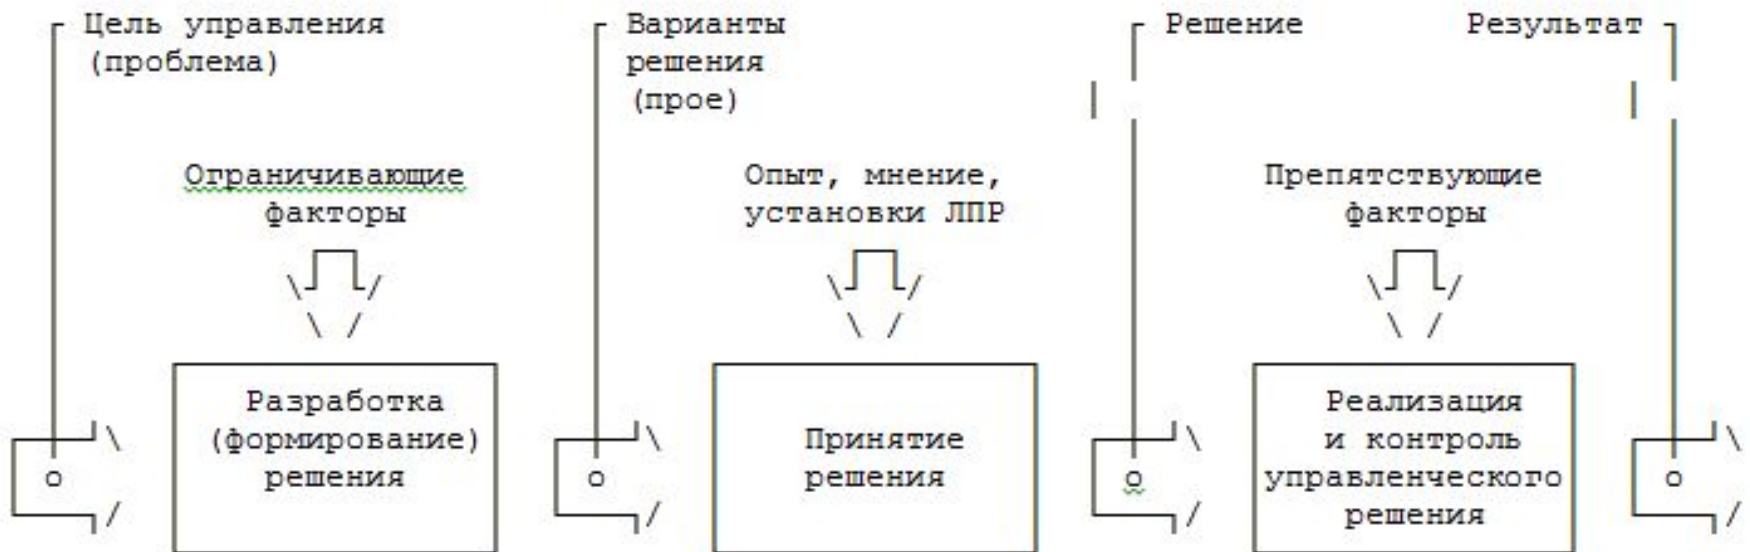 Цель управления
(проблема)
Варианты
решения
(прое)
Решение
Результат
Ограничивающие
факторы
Опыт, мнение,
установки ЛПР
Препятствующие
факторы
Разработка
(формирование)
решения
Принятие
решения
Реализация
и контроль
управленческого
решения
о
о
о
о